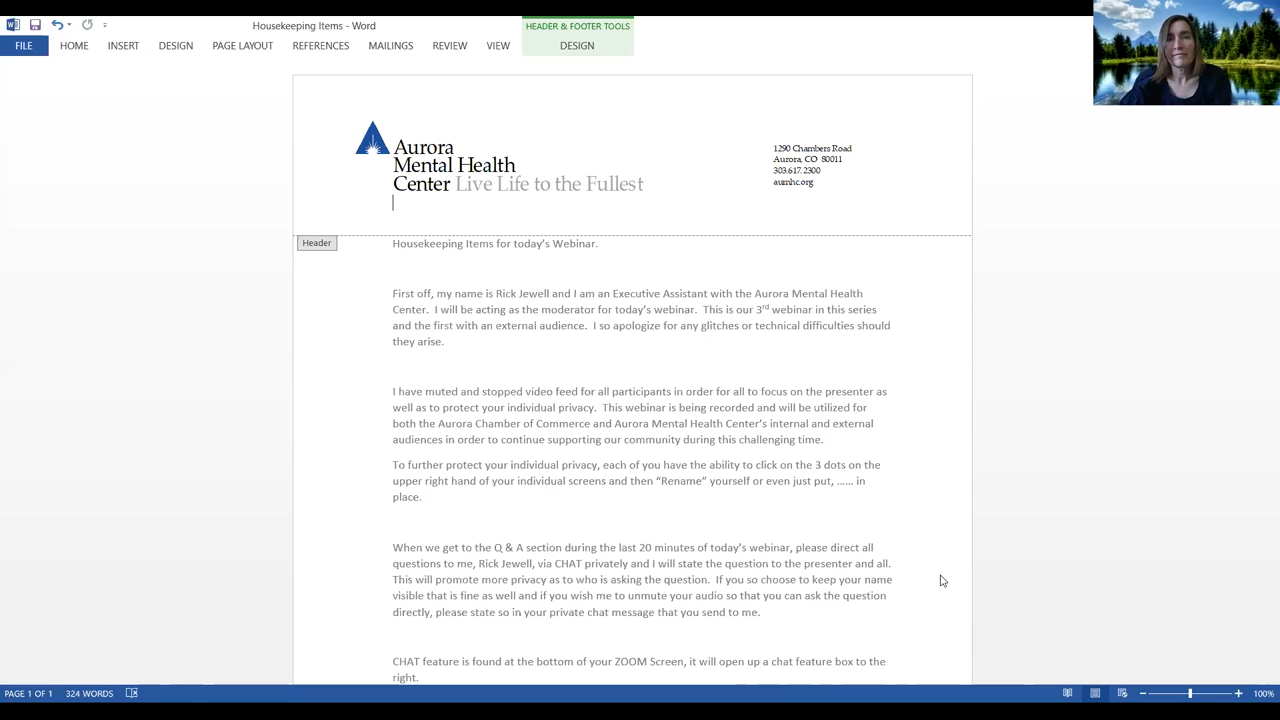 Housekeeping Items - Word
HEADER & FOOTER TOOLS
FILE HOME INSERT DESIGN PAGE LAYOUT REFERENCES MAILINGS REVIEW VIEW DESIGN
Aurora
Mental Health
Center Live Life to the Fullest
1290 Chambers Road
Aurora, CO 80011
303.617.2300
aumhc.org
Header
Housekeeping Items for today's Webinar.
First off, my name is Rick Jewell and I am an Executive Assistant with the Aurora Mental Health
Center. I will be acting as the moderator for today's webinar. This is our 3rd webinar in this series
and the first with an external audience. I so apologize for any glitches or technical difficulties should
they arise.
I have muted and stopped video feed for all participants in order for all to focus on the presenter as
well as to protect your individual privacy. This webinar is being recorded and will be utilized for
both the Aurora Chamber of Commerce and Aurora Mental Health Center's internal and external
audiences in order to continue supporting our community during this challenging time.
To further protect your individual privacy, each of you have the ability to click on the 3 dots on the
upper right hand of your individual screens and then “Rename” yourself or even just put, …... in
place.
When we get to the Q & A section during the last 20 minutes of today's webinar, please direct all
questions to me, Rick Jewell, via CHAT privately and I will state the question to the presenter and all.
This will promote more privacy as to who is asking the question. If you so choose to keep your name
visible that is fine as well and if you wish me to unmute your audio so that you can ask the question
directly, please state so in your private chat message that you send to me.
CHAT feature is found at the bottom of your ZOOM Screen, it will open up a chat feature box to the
right.
PAGE 1 OF 1 324 WORDS 100%